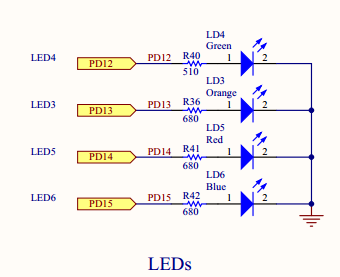 LD4
Green
LED4 PD12 PD12 R40 510 1 2
LD3
Orange
LED3 PD13 PD13 R36 680 1 2
LD5
Red
LED5 PD14 PD14 R41 680 1 2
LD6
Blue
LED6 PD15 PD15 R42 680 1 2
LEDs